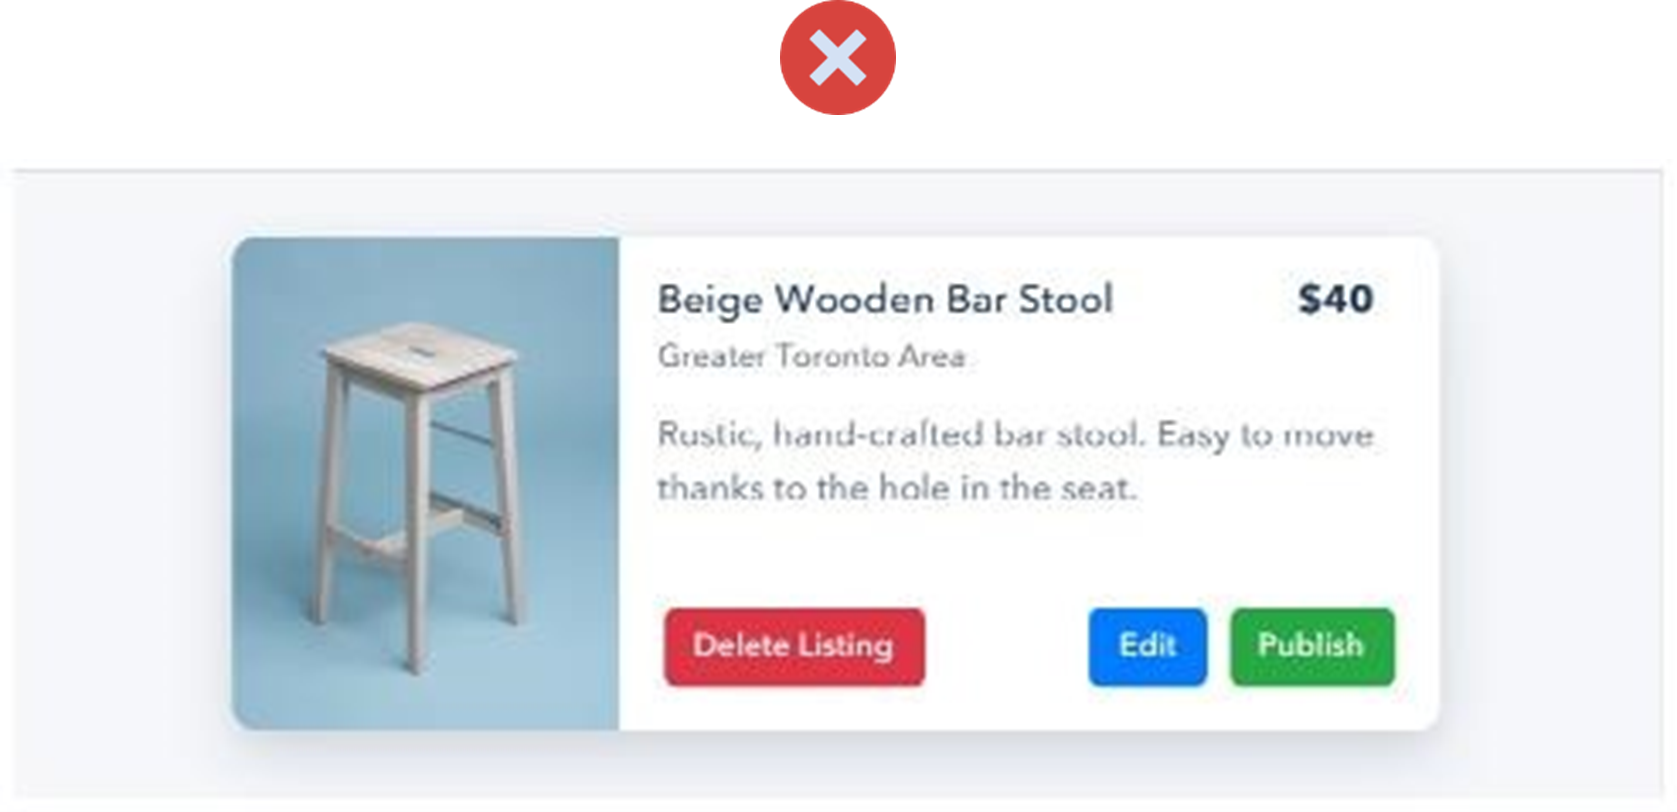 Beige Wooden Bar Stool
$40
Greater Toronto Area
Rustic, hand-crafted bar stool. Easy to move
thanks to the hole in the seat.
Delete Listing
Edit
Publish